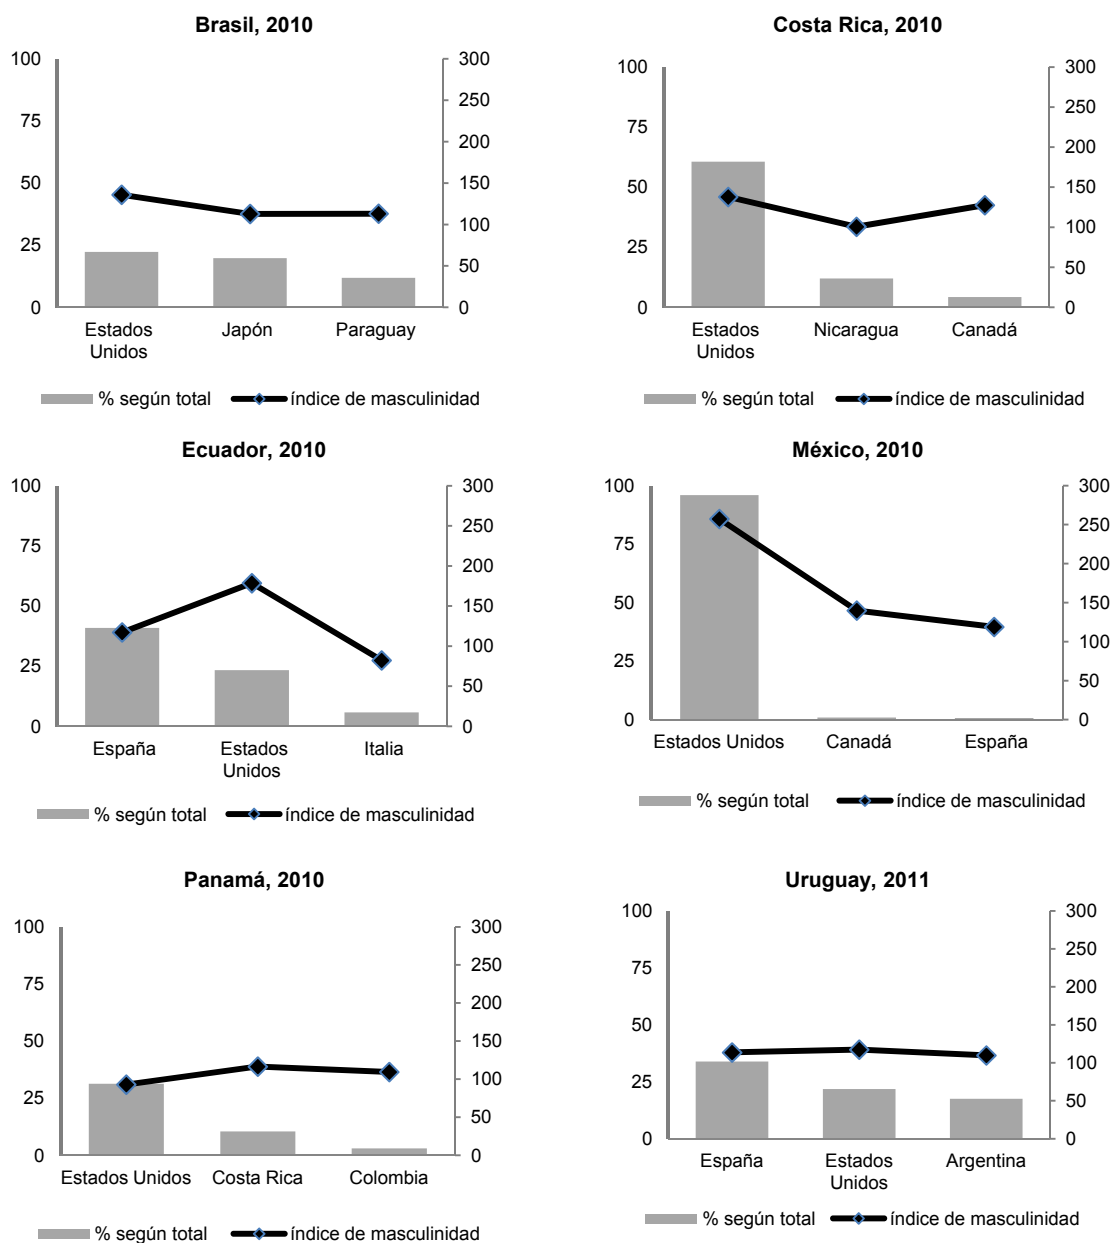 Brasil, 2010
100
75
50
25
0
300
250
200
150
100
50
0
Estados
Unidos
Japón
Paraguay
% según total
índice de masculinidad
Costa Rica, 2010
100
75
50
25
0
300
250
200
150
100
50
0
Estados
Unidos
Nicaragua
Canadá
% según total
índice de masculinidad
Ecuador, 2010
100
75
50
25
0
300
250
200
150
100
50
0
España
Estados
Unidos
Italia
% según total
índice de masculinidad
México, 2010
100
75
50
25
0
300
250
200
150
100
50
0
Estados Unidos
Canadá
España
% según total
índice de masculinidad
Panamá, 2010
100
75
50
25
0
300
250
200
150
100
50
0
Estados Unidos
Costa Rica
Colombia
% según total
índice de masculinidad
Uruguay, 2011
100
75
50
25
0
300
250
200
150
100
50
0
España
Estados
Unidos
Argentina
% según total
índice de masculinidad